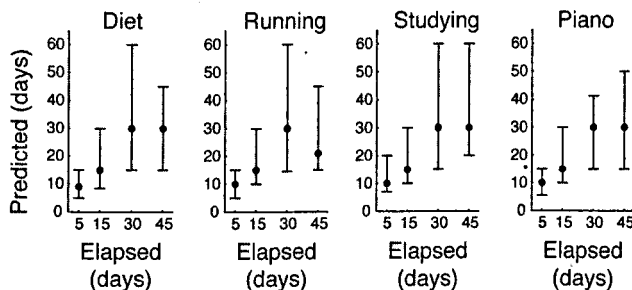 Diet Running Studying Piano
Predicted (days)
60 60 60 60
50 50 50 50
40 40 40 40
30 30 30 30
20 20 20 20
10 10 10 10
0 0 0 0
5 15 30 45 5 15 30 45 5 15 30 45 5 15 30 45
Elapsed Elapsed Elapsed Elapsed
(days) (days) (days) (days)